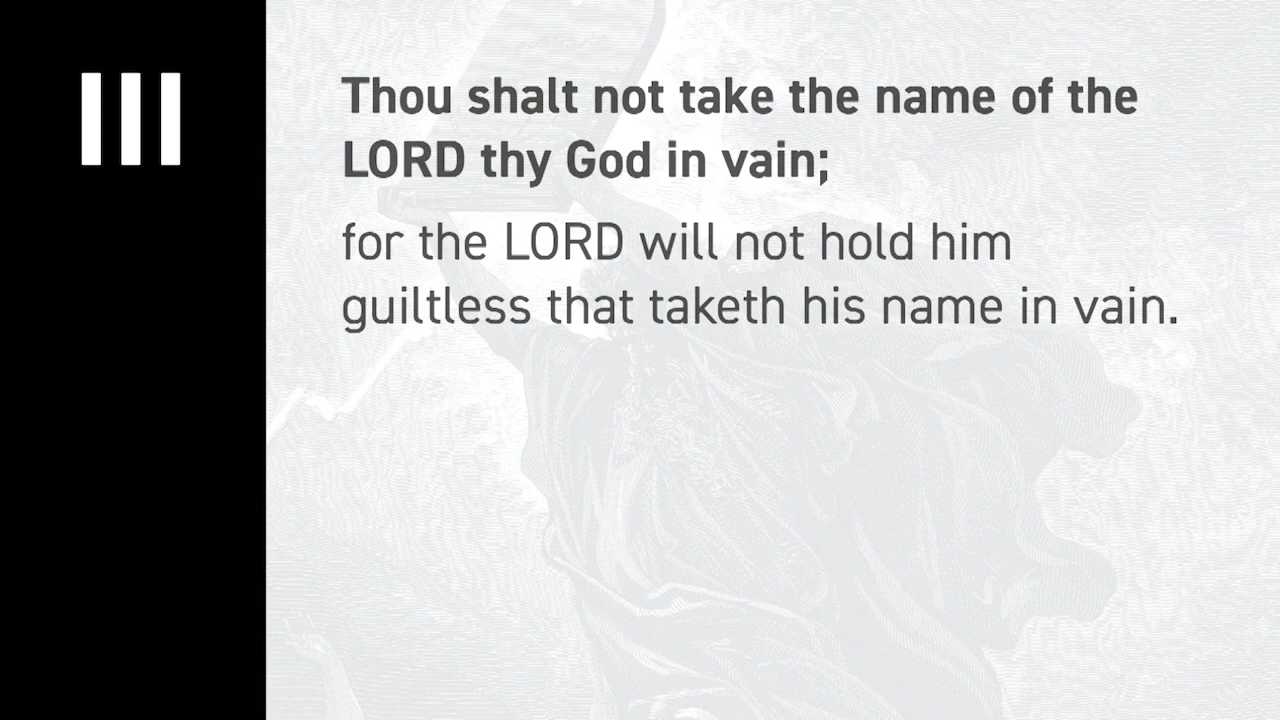 III
Thou shalt not take the name of the
LORD thy God in vain;
for the LORD will not hold him
guiltless that taketh his name in vain.